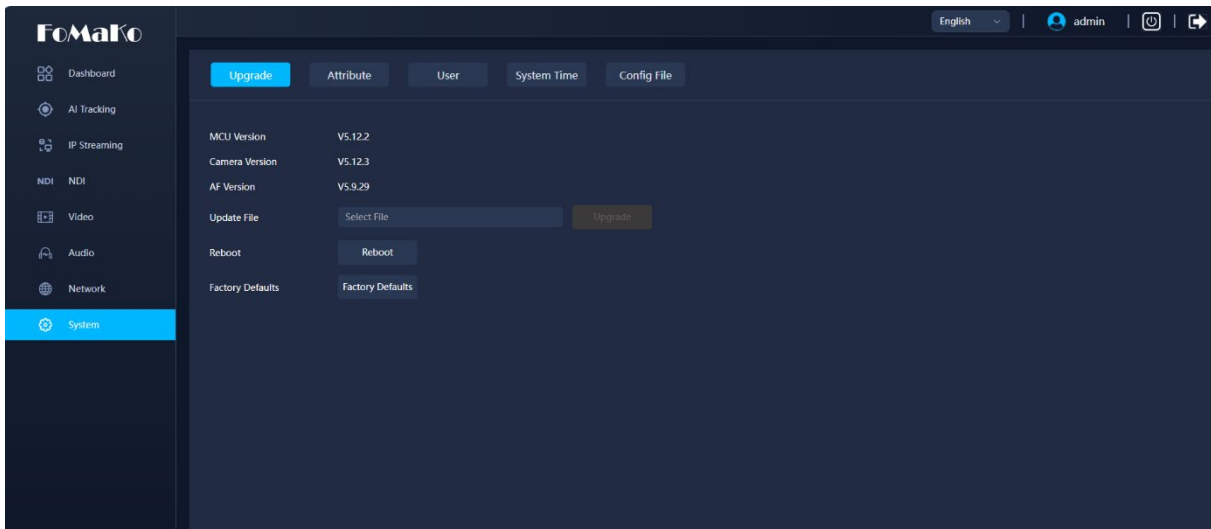 FoMaKo
English
admin
Dashboard
AI Tracking
IP Streaming
NDI NDI
Video
Audio
Network
System
Upgrade Attribute User System Time Config File
MCU Version V5.12.2
Camera Version V5.12.3
AF Version V5.9.29
Update File Select File Upgrade
Reboot Reboot
Factory Defaults Factory Defaults